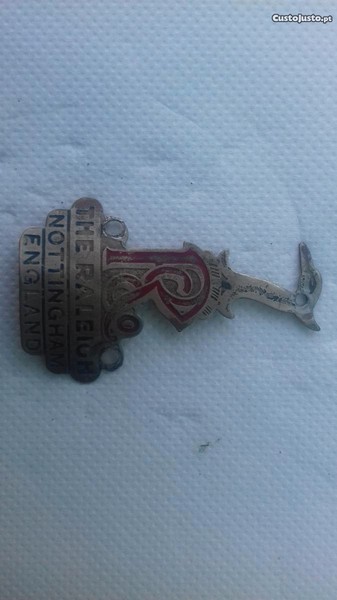 CustoJusto.pt
R
THE RALEIGH
NOTTINGHAM
ENGLAND